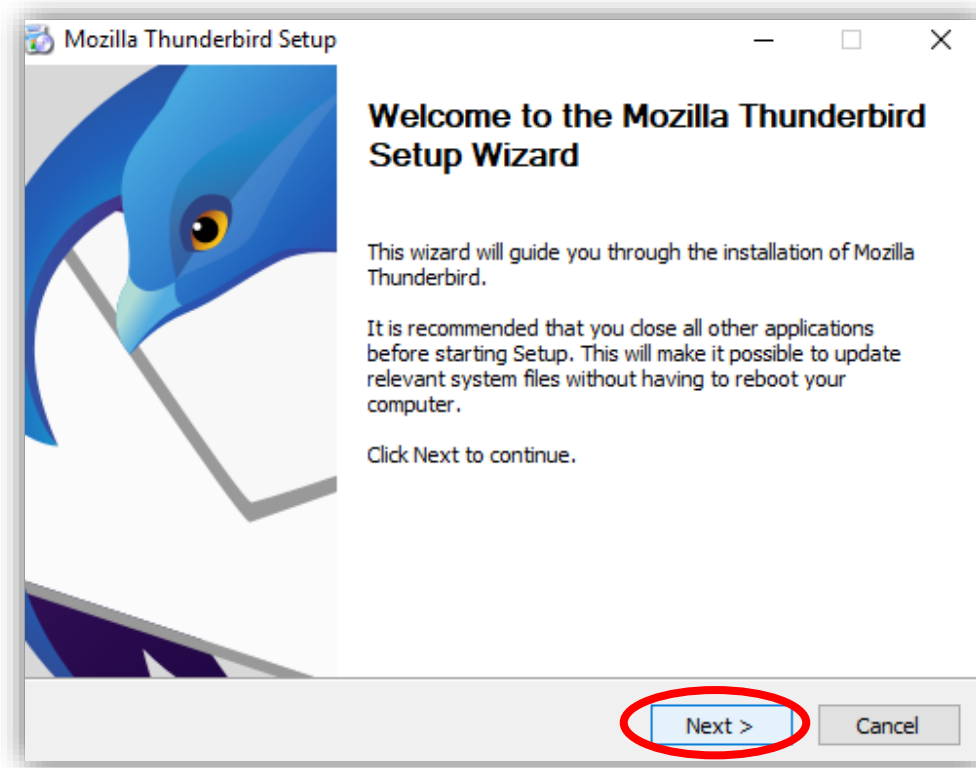 Mozilla Thunderbird Setup
Welcome to the Mozilla Thunderbird
Setup Wizard
This wizard will guide you through the installation of Mozilla
Thunderbird.
It is recommended that you close all other applications
before starting Setup. This will make it possible to update
relevant system files without having to reboot your
computer.
Click Next to continue.
Next >
Cancel